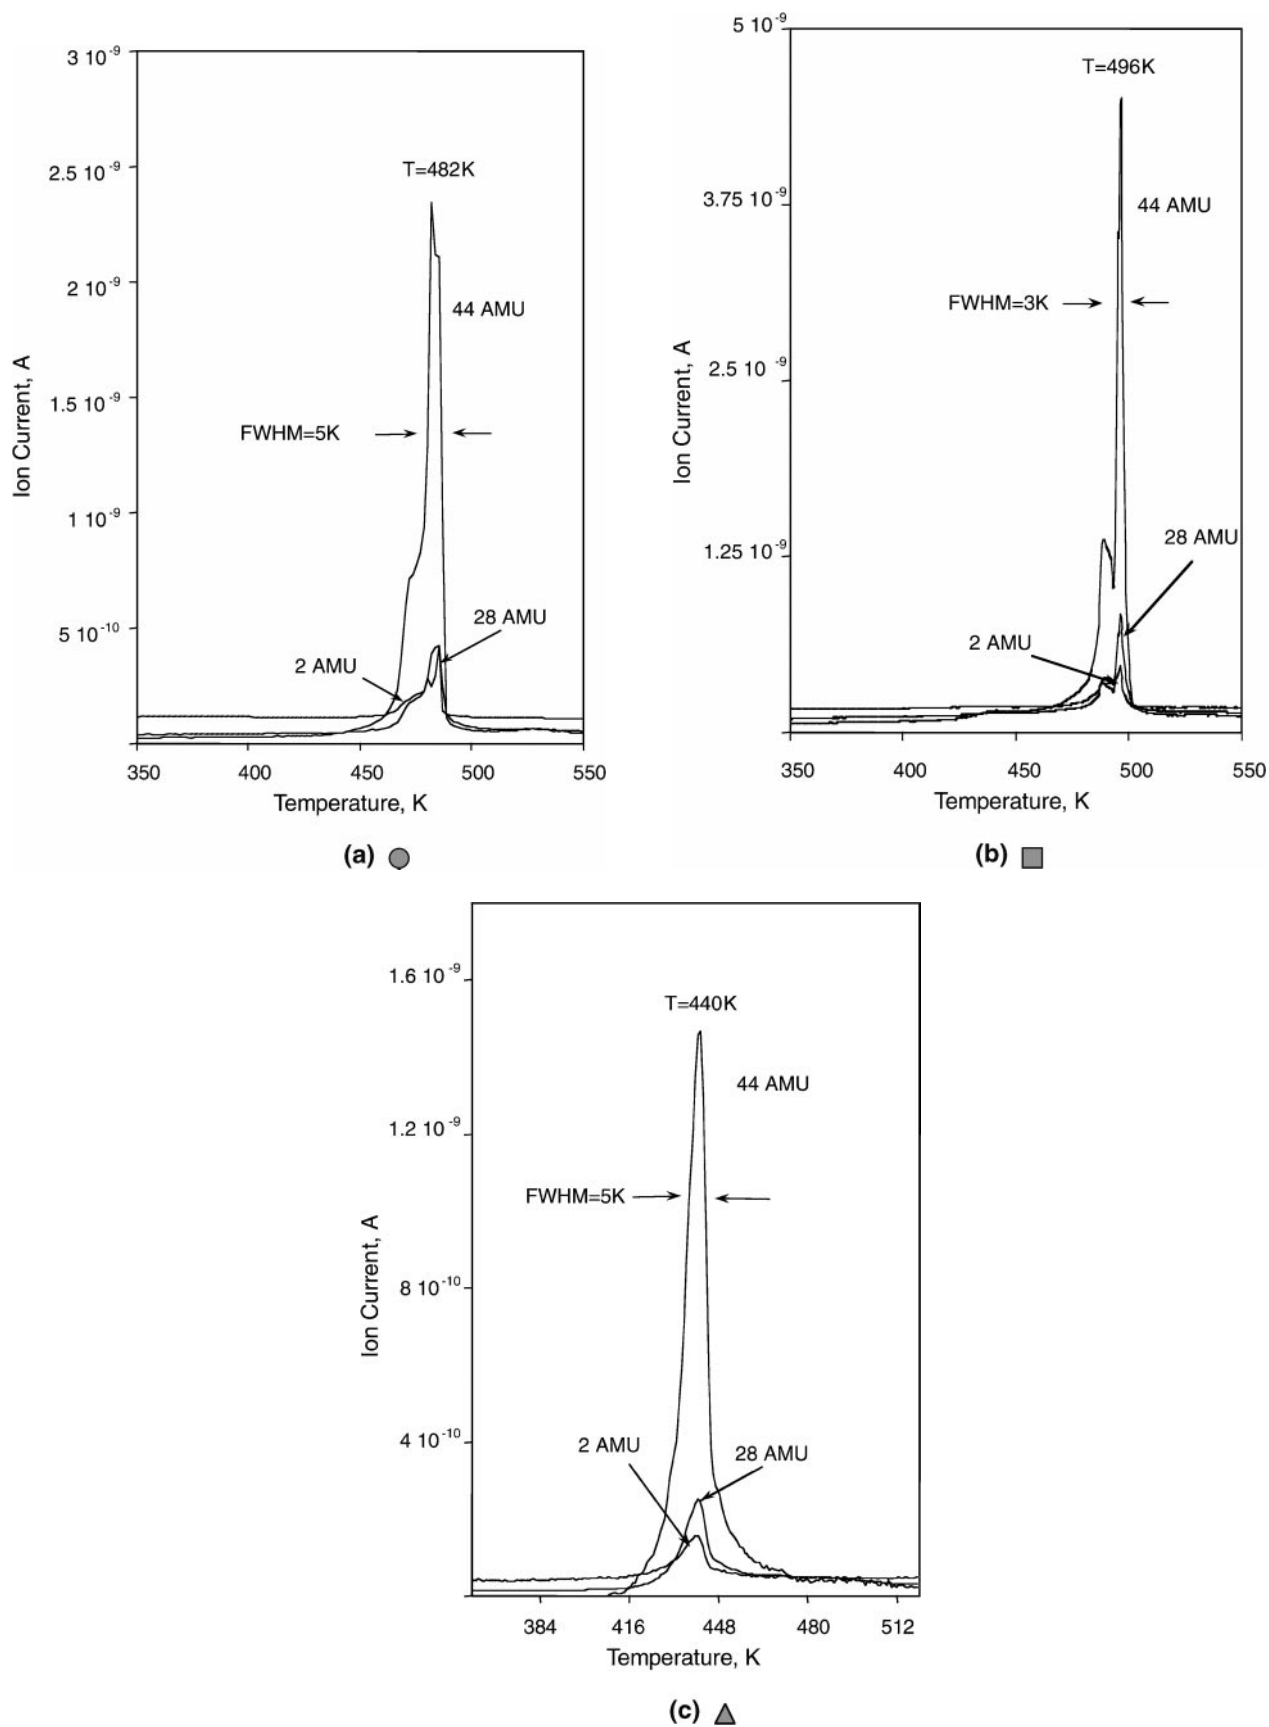 3 10-9
2.5 10-9
2 10-9
1.5 10-9
1 10-9
5 10-10
T=482K
44 AMU
FWHM=5K
28 AMU
2 AMU
Ion Current, A
350 400 450 500 550
Temperature, K
(a)
5 10-9
3.75 10-9
2.5 10-9
1.25 10-9
T=496K
44 AMU
FWHM=3K
28 AMU
2 AMU
Ion Current, A
350 400 450 500 550
Temperature, K
(b)
1.6 10-9
1.2 10-9
8 10-10
4 10-10
T=440K
44 AMU
FWHM=5K
2 AMU
28 AMU
Ion Current, A
384 416 448 480 512
Temperature, K
(c)